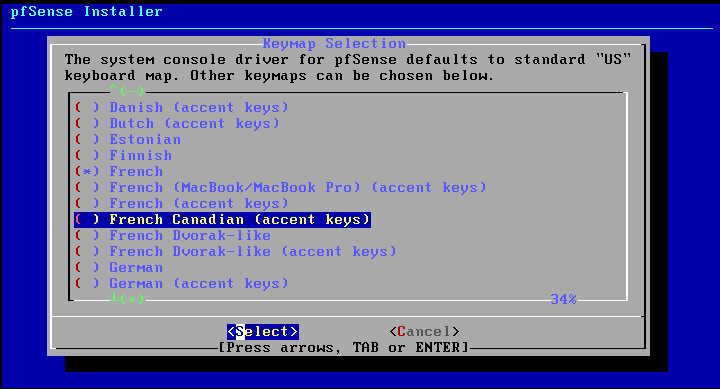 pfSense Installer
Keymap Selection
The system console driver for pfSense defaults to standard "US"
keyboard map. Other keymaps can be chosen below.
^(-)
( ) Danish (accent keys)
( ) Dutch (accent keys)
( ) Estonian
( ) Finnish
(*) French
( ) French (MacBook/MacBook Pro) (accent keys)
( ) French (accent keys)
( ) French Canadian (accent keys)
( ) French Dvorak-like
( ) French Dvorak-like (accent keys)
( ) German
( ) German (accent keys)
┴(+) 34%
<Select> <Cancel>
[Press arrows, TAB or ENTER]